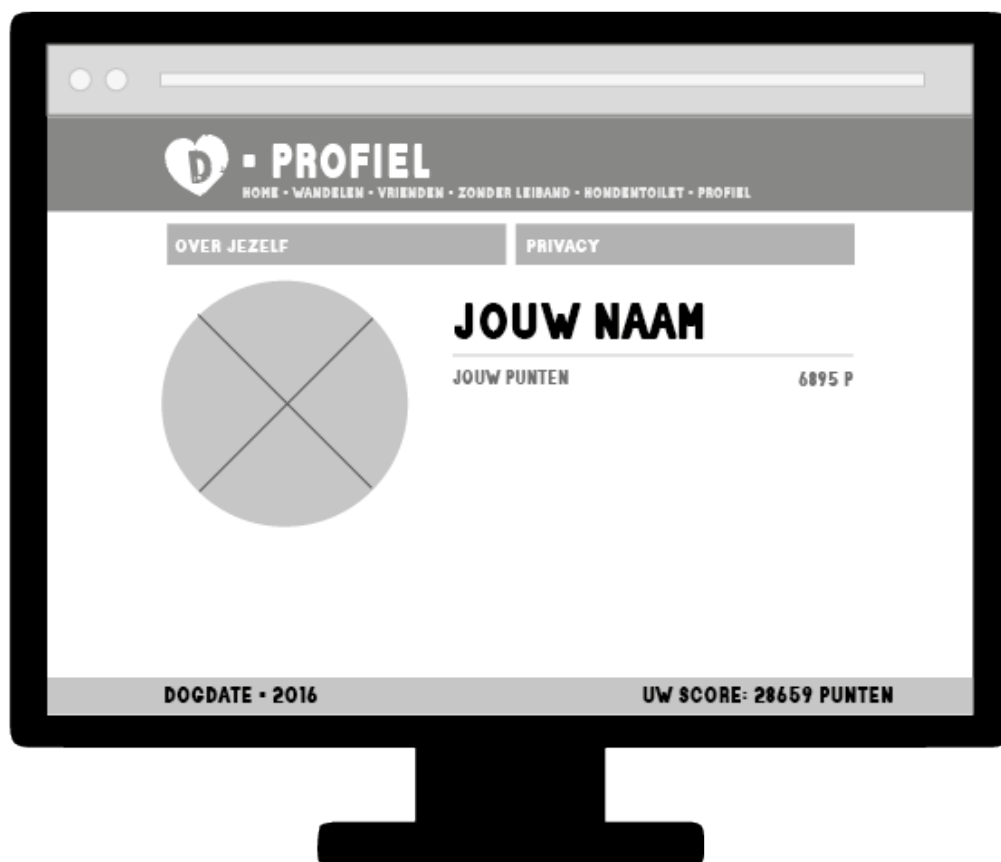 D ▪ PROFIEL
HOME - WANDELEN - VRIENDEN - ZONDER LEIBAND - HONDENTOILET - PROFIEL
OVER JEZELF
PRIVACY
JOUW NAAM
JOUW PUNTEN 6895 P
DOGDATE ▪ 2016 UW SCORE: 28659 PUNTEN